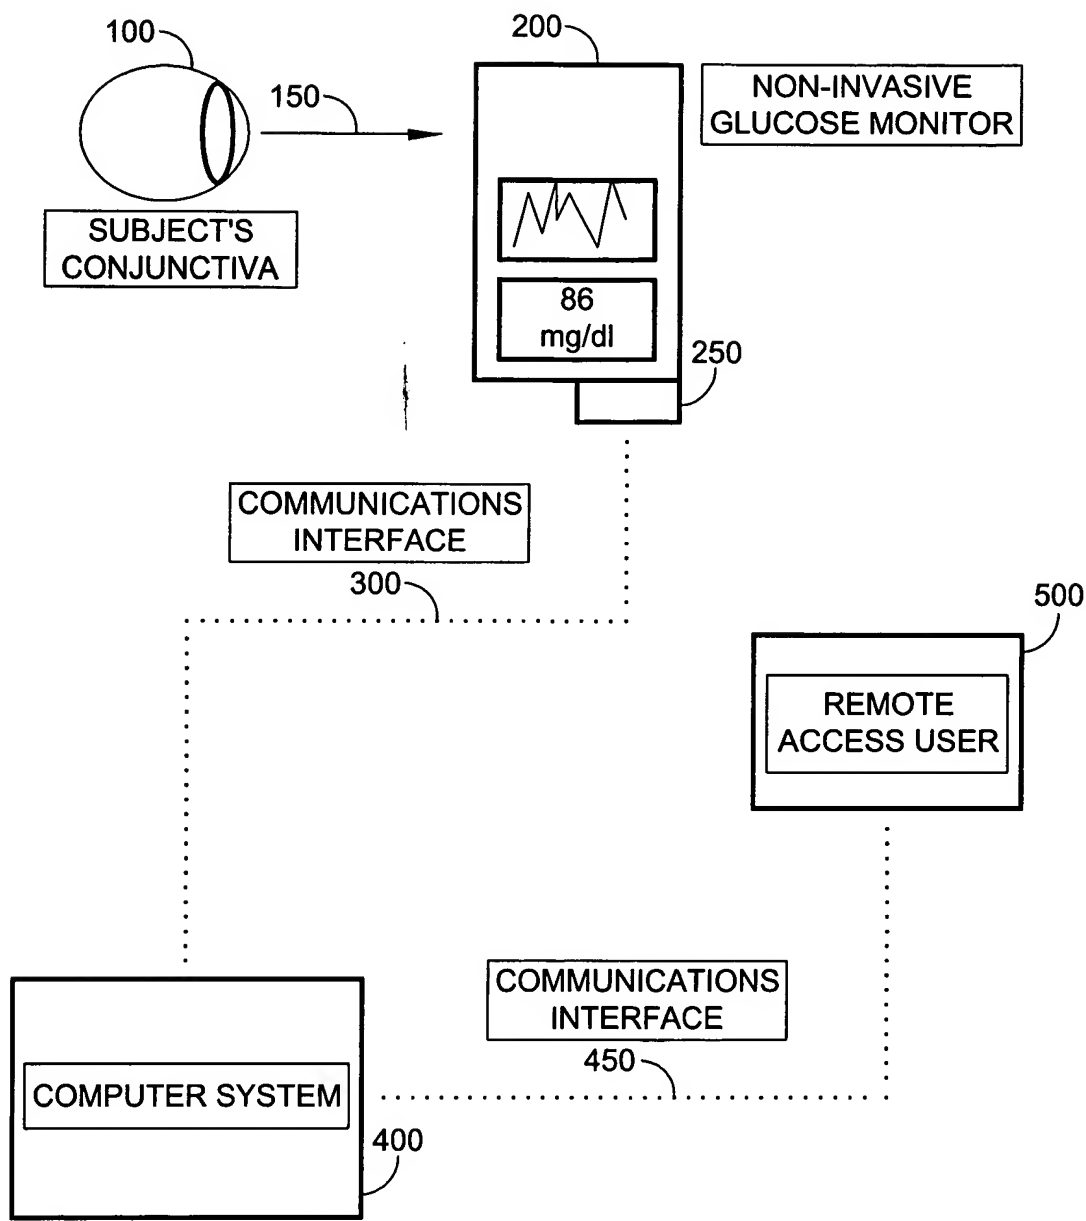 100
200
150
NON-INVASIVE
GLUCOSE MONITOR
SUBJECT'S
CONJUNCTIVA
86
mg/dl
250
COMMUNICATIONS
INTERFACE
300
500
REMOTE
ACCESS USER
COMMUNICATIONS
INTERFACE
450
COMPUTER SYSTEM
400